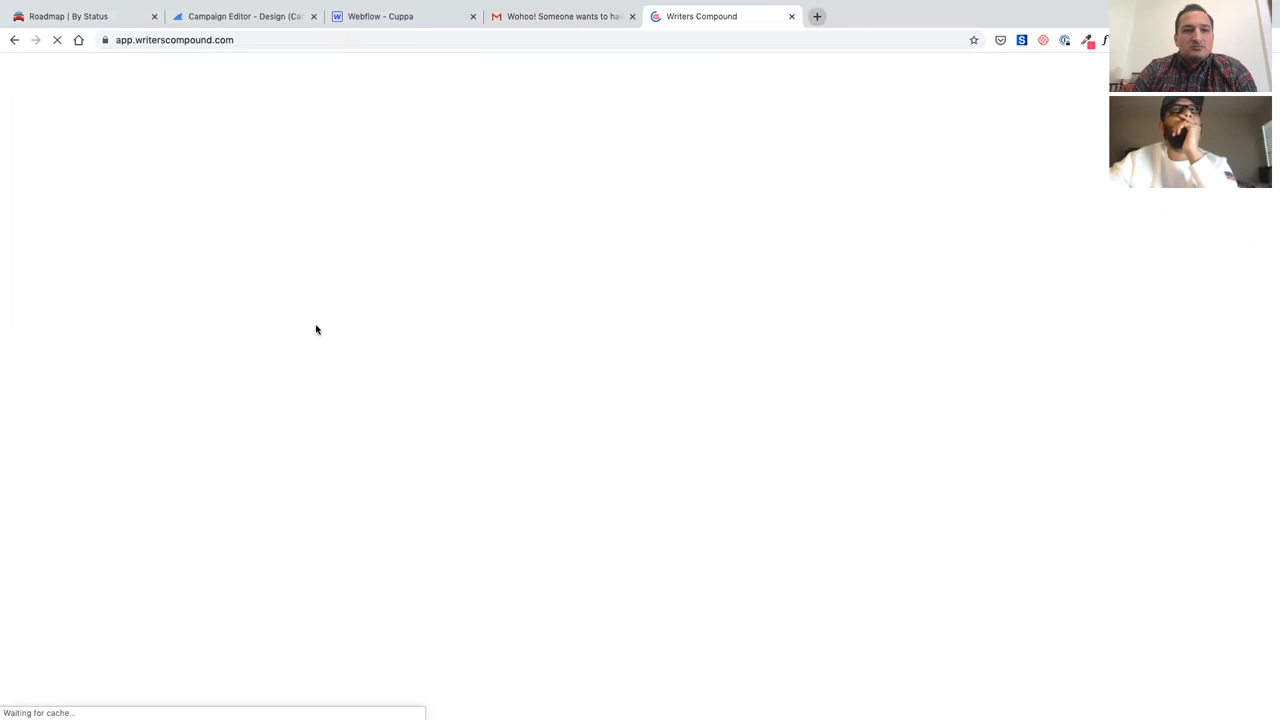 Roadmap | By Status
Campaign Editor - Design (Ca
Webflow - Cuppa
Wohoo! Someone wants to ha
Writers Compound
app.writerscompound.com
Waiting for cache...